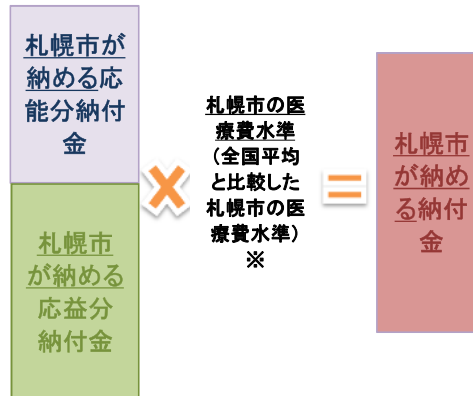 札幌市が
納める応
能分納付
金
札幌市
が納める
応益分
納付金
×
札幌市の医
療費水準
（全国平均
と比較した
札幌市の医
療費水準）
※
＝
札幌市
が納め
る納付
金